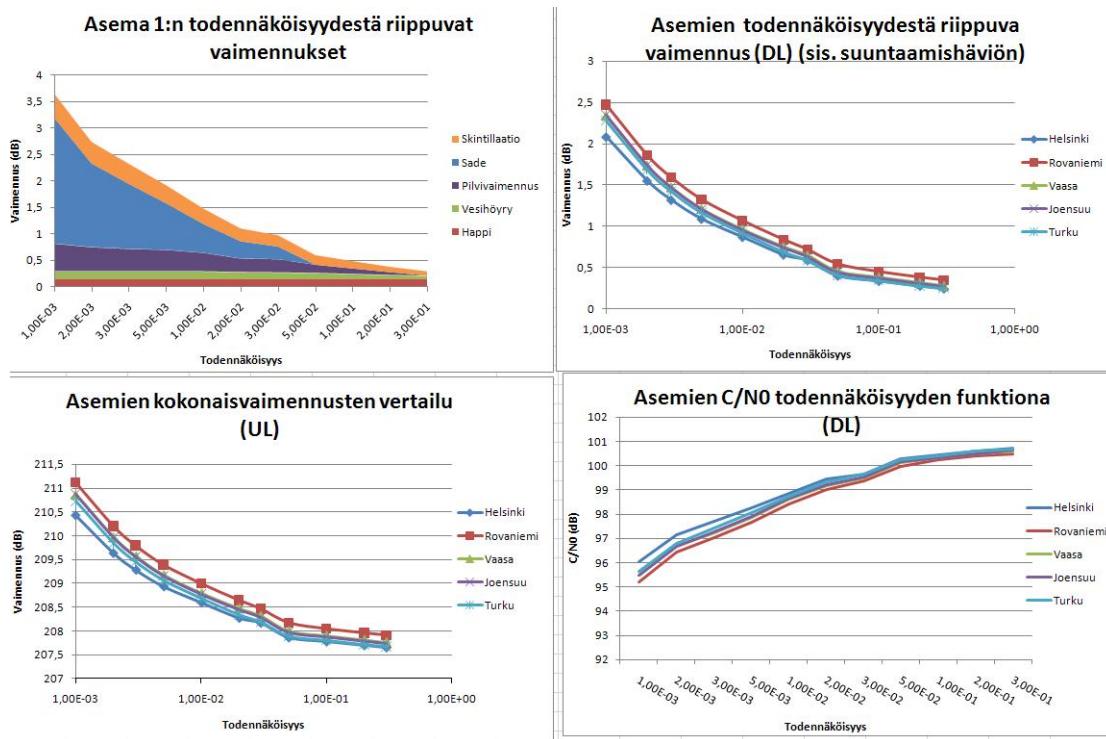 Asema 1:n todennäköisyydestä riippuvat
vaimennukset
4
3,5
3
2,5
2
1,5
1
0,5
0
Vaimennus (dB)
1,00E-03
2,00E-03
3,00E-03
5,00E-03
1,00E-02
2,00E-02
3,00E-02
5,00E-02
1,00E-01
2,00E-01
3,00E-01
Todennäköisyys
Skintillaatio
Sade
Pilvivaimennus
Vesihöyry
Happi
Asemien todennäköisyydestä riippuva
vaimennus (DL) (sis. suuntaamishäviön)
3
2,5
2
1,5
1
0,5
0
Vaimennus (dB)
1,00E-03
1,00E-02
1,00E-01
1,00E+00
Todennäköisyys
Helsinki
Rovaniemi
Vaasa
Joensuu
Turku
Asemien kokonaisvaimennusten vertailu
(UL)
211,5
211
210,5
210
209,5
209
208,5
208
207,5
207
Vaimennus (dB)
1,00E-03
1,00E-02
1,00E-01
1,00E+00
Todennäköisyys
Helsinki
Rovaniemi
Vaasa
Joensuu
Turku
Asemien C/N0 todennäköisyyden funktiona
(DL)
102
101
100
99
98
97
96
95
94
93
92
C/N0 (dB)
1,00E-03
2,00E-03
3,00E-03
5,00E-03
1,00E-02
2,00E-02
3,00E-02
5,00E-02
1,00E-01
2,00E-01
3,00E-01
Todennäköisyys
Helsinki
Rovaniemi
Vaasa
Joensuu
Turku